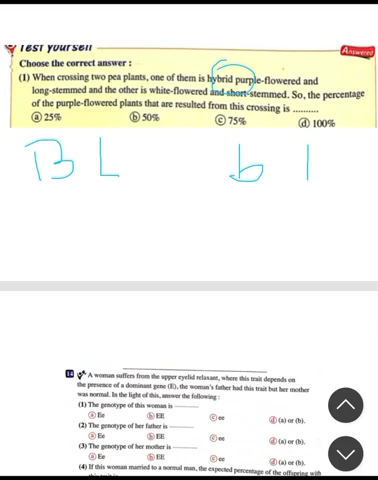 Test yourself
Answered
Choose the correct answer :
(1) When crossing two pea plants, one of them is hybrid purple-flowered and
long-stemmed and the other is white-flowered and short-stemmed. So, the percentage
of the purple-flowered plants that are resulted from this crossing is ..........
ⓐ 25% ⓑ 50% ⓒ 75% ⓓ 100%
B L b l
14 A woman suffers from the upper eyelid relaxant, where this trait depends on
the presence of a dominant gene (E), the woman's father had this trait but her mother
was normal. In the light of this, answer the following :
(1) The genotype of this woman is ..........
ⓐ Ee ⓑ EE ⓒ ee ⓓ (a) or (b).
(2) The genotype of her father is ..........
ⓐ Ee ⓑ EE ⓒ ee ⓓ (a) or (b).
(3) The genotype of her mother is ..........
ⓐ Ee ⓑ EE ⓒ ee ⓓ (a) or (b).
(4) If this woman married to a normal man, the expected percentage of the offspring with